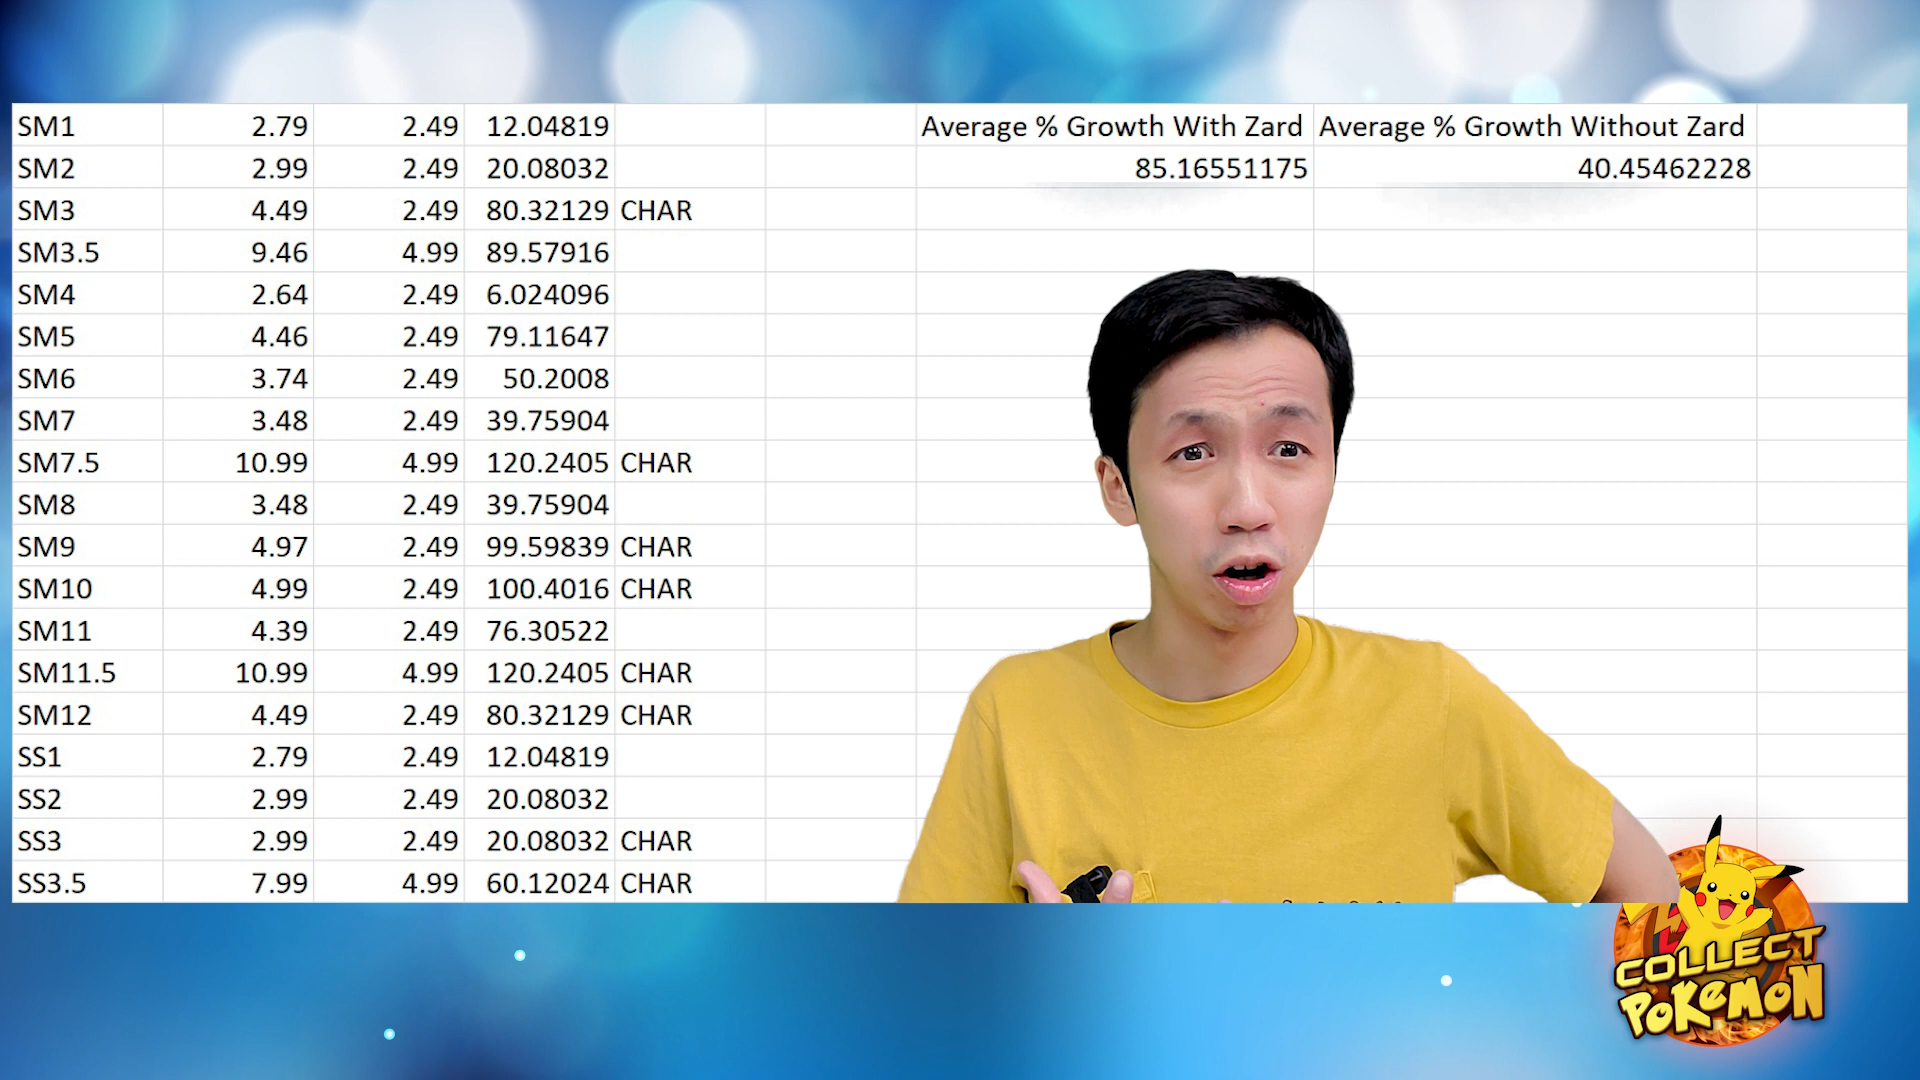 SM1 2.79 2.49 12.04819 Average % Growth With Zard Average % Growth Without Zard
SM2 2.99 2.49 20.08032 85.16551175 40.45462228
SM3 4.49 2.49 80.32129 CHAR
SM3.5 9.46 4.99 89.57916
SM4 2.64 2.49 6.024096
SM5 4.46 2.49 79.11647
SM6 3.74 2.49 50.2008
SM7 3.48 2.49 39.75904
SM7.5 10.99 4.99 120.2405 CHAR
SM8 3.48 2.49 39.75904
SM9 4.97 2.49 99.59839 CHAR
SM10 4.99 2.49 100.4016 CHAR
SM11 4.39 2.49 76.30522
SM11.5 10.99 4.99 120.2405 CHAR
SM12 4.49 2.49 80.32129 CHAR
SS1 2.79 2.49 12.04819
SS2 2.99 2.49 20.08032
SS3 2.99 2.49 20.08032 CHAR
SS3.5 7.99 4.99 60.12024 CHAR
COLLECT
POKEMON